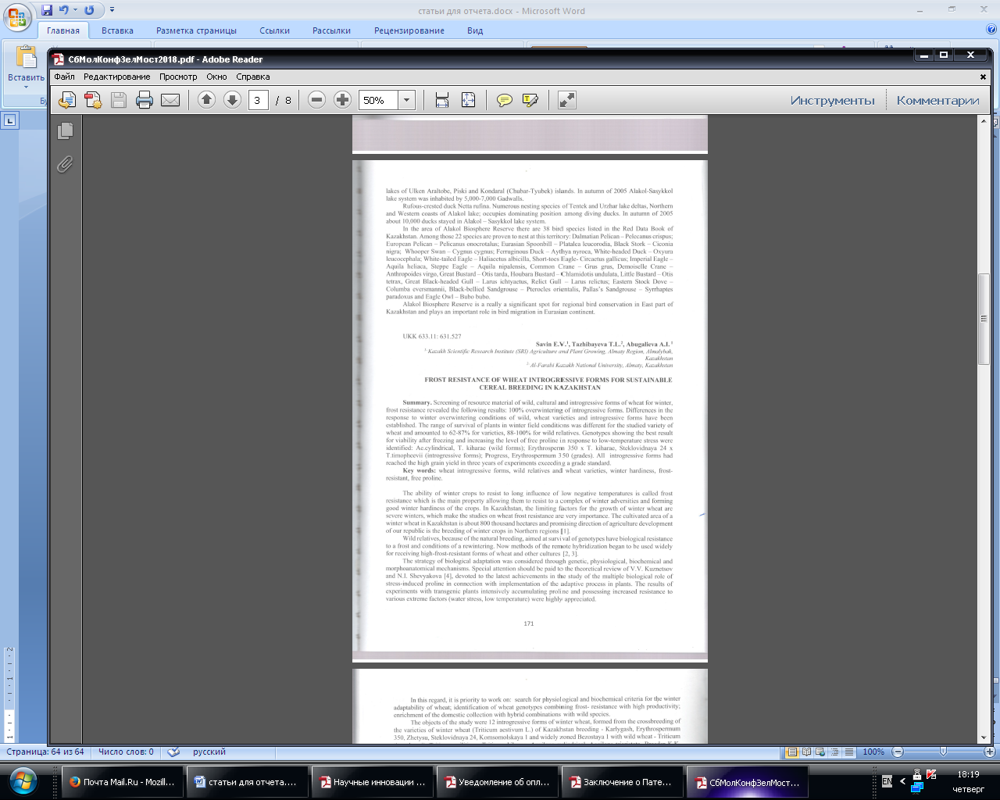 статьи для отчета.docx - Microsoft Word
Главная Вставка Разметка страницы Ссылки Рассылки Рецензирование Вид
Вставить
СбМолКонфЗелМост2018.pdf - Adobe Reader
Файл Редактирование Просмотр Окно Справка
3 / 8 50% Инструменты Комментарии
lakes of Ulken Araltobe, Piski and Kondaral (Chubar-Tyubek) islands. In autumn of 2005 Alakol-Sasykkol
lake system was inhabited by 5,000-7,000 Gadwalls.
Rufous-crested duck Netta rufina. Numerous nesting species of Tentek and Urzhar lake deltas, Northern
and Western coasts of Alakol lake; occupies dominating position among diving ducks. In autumn of 2005
about 10,000 ducks stayed in Alakol – Sasykkol lake system.
In the area of Alakol Biosphere Reserve there are 38 bird species listed in the Red Data Book of
Kazakhstan. Among those 22 species are proven to nest at this territory: Dalmatian Pelican – Pelecanus crispus;
European Pelican – Pelicanus onocrotalus; Eurasian Spoonbill – Platalea leucorodia, Black Stork – Ciconia
nigra; Whooper Swan – Cygnus cygnus; Ferruginous Duck – Aythya nyroca, White-headed Duck – Oxyura
leucocephala; White-tailed Eagle – Haliaeetus albicilla, Short-toes Eagle- Circaetus gallicus; Imperial Eagle –
Aquila heliaca, Steppe Eagle – Aquila nipalensis, Common Crane – Grus grus, Demoiselle Crane –
Anthropoides virgo, Great Bustard – Otis tarda, Houbara Bustard – Chlamidotis undulata, Little Bustard – Otis
tetrax, Great Black-headed Gull – Larus ichtyaetus, Relict Gull – Larus relictus; Eastern Stock Dove –
Columba eversmannii, Black-bellied Sandgrouse – Pterocles orientalis, Pallas's Sandgrouse – Syrrhaptes
paradoxus and Eagle Owl – Bubo bubo.
Alakol Biosphere Reserve is a really a significant spot for regional bird conservation in East part of
Kazakhstan and plays an important role in bird migration in Eurasian continent.
UKK 633.11: 631.527
Savin E.W.¹, Tazhibayeva T.L.², Abugalieva A.I.¹
¹ Kazakh Scientific Research Institute (SRI) Agriculture and Plant Growing, Almaty Region, Almalybak,
Kazakhstan
² Al-Farabi Kazakh National University, Almaty, Kazakhstan
FROST RESISTANCE OF WHEAT INTROGRESSIVE FORMS FOR SUSTAINABLE
CEREAL BREEDING IN KAZAKHSTAN
Summary. Screening of resource material of wild, cultural and introgressive forms of wheat for winter,
frost resistance revealed the following results: 100% overwintering of introgressive forms. Differences in the
response to winter overwintering conditions of wild, wheat varieties and introgressive forms have been
established. The range of survival of plants in winter field conditions was different for the studied variety of
wheat and amounted to 62-87% for varieties, 88-100% for wild relatives. Genotypes showing the best result
for viability after freezing and increasing the level of free proline in response to low-temperature stress were
identified: Ae.cylindrical, T. kiharae (wild forms); Erythrosperm 350 x T. kiharae, Steklovidnaya 24 x
T.timopheevii (introgressive forms); Progress, Erythrospermum 350 (grades). All introgressive forms had
reached the high grain yield in three years of experiments exceeding a grade standard.
Key words: wheat introgressive forms, wild relatives and wheat varieties, winter hardiness, frost-
resistant, free proline.
The ability of winter crops to resist to long influence of low negative temperatures is called frost
resistance which is the main property allowing them to resist to a complex of winter adversities and forming
good winter hardiness of the crops. In Kazakhstan, the limiting factors for the growth of winter wheat are
severe winters, which make the studies on wheat frost resistance are very importance. The cultivated area of a
winter wheat in Kazakhstan is about 800 thousand hectares and promising direction of agriculture development
of our republic is the breeding of winter crops in Northern regions [1].
Wild relatives, because of the natural breeding, aimed at survival of genotypes have biological resistance
to a frost and conditions of a rewintering. Now methods of the remote hybridization began to be used widely
for receiving high-frost-resistant forms of wheat and other cultures [2, 3].
The strategy of biological adaptation was considered through genetic, physiological, biochemical and
morphoanatomical mechanisms. Special attention should be paid to the theoretical review of V.V. Kuznetsov
and N.I. Shevyakova [4], devoted to the latest achievements in the study of the multiple biological role of
stress-induced proline in connection with implementation of the adaptive process in plants. The results of
experiments with transgenic plants intensively accumulating proline and possessing increased resistance to
various extreme factors (water stress, low temperature) were highly appreciated.
171
In this regard, it is priority to work on: search for physiological and biochemical criteria for the winter
adaptability of wheat; identification of wheat genotypes combining frost- resistance with high productivity;
enrichment of the domestic collection with hybrid combinations with wild species.
The objects of the study were 12 introgressive forms of winter wheat, formed from the crossbreeding of
the varieties of winter wheat (Triticum aestivum L.) of Kazakhstan breeding - Karlygash, Erythrospermum
350, Zhetysu, Steklovidnaya 24, Komsomolskaya 1 and widely zoned Bezostaya 1 with wild wheat - Triticum
Страница: 64 из 64 Число слов: 0 русский 100%
Почта Mail.Ru - Mozill... статьи для отчета.... Научные инновации ... Уведомление об опл... Заключение о Пате... СбМолКонфЗелМост... EN 18:19
четверг